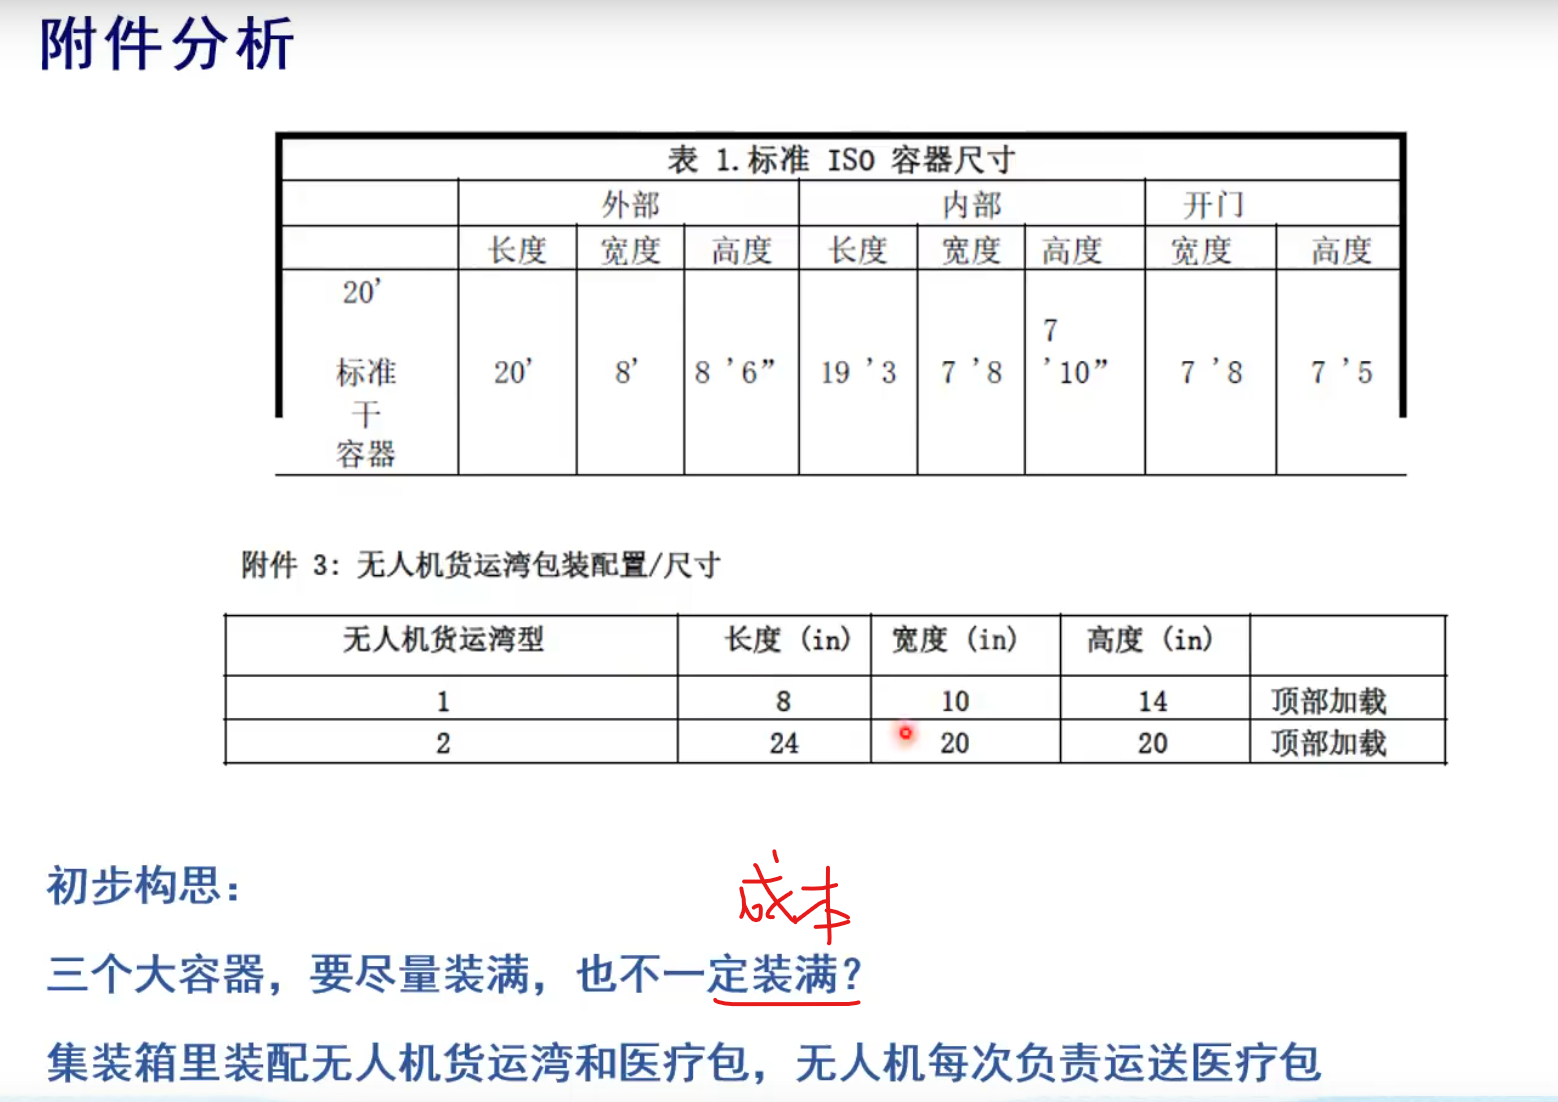 附件分析
表 1.标准 ISO 容器尺寸
外部 内部 开门
长度 宽度 高度 长度 宽度 高度 宽度 高度
20’
标准
干
容器
20’ 8’ 8 ’6” 19 ’3 7 ’8 7 ’10” 7 ’8 7 ’5
附件 3: 无人机货运湾包装配置/尺寸
无人机货运湾型 长度 (in) 宽度 (in) 高度 (in)
1 8 10 14 顶部加载
2 24 20 20 顶部加载
初步构思:
成本
三个大容器，要尽量装满，也不一定装满?
集装箱里装配无人机货运湾和医疗包，无人机每次负责运送医疗包